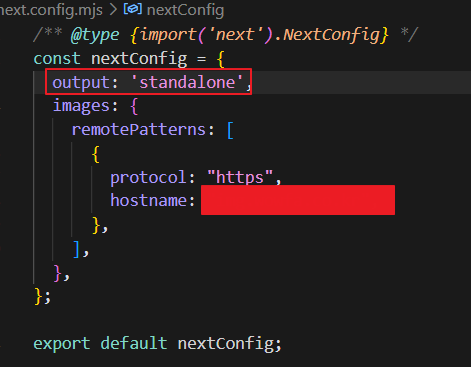 next.config.mjs > nextConfig
/** @type {import('next').NextConfig} */
const nextConfig = {
output: 'standalone',
images: {
remotePatterns: [
{
protocol: "https",
hostname:
},
],
},
};
export default nextConfig;